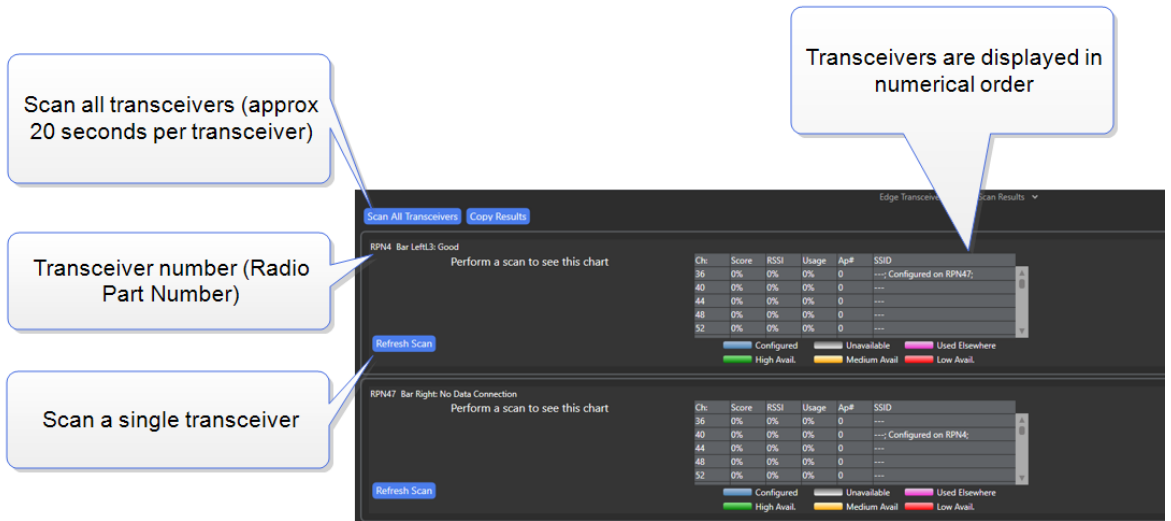 Scan all transceivers (approx
20 seconds per transceiver)
Transceivers are displayed in
numerical order
Edge Transceive
Scan Results
Scan All Transceivers Copy Results
Transceiver number (Radio
Part Number)
RPN4 Bar LeftL3: Good
Perform a scan to see this chart
Ch: Score RSSI Usage Ap# SSID
36 0% 0% 0% 0 ---; Configured on RPN47;
40 0% 0% 0% 0 ---
44 0% 0% 0% 0 ---
48 0% 0% 0% 0 ---
52 0% 0% 0% 0 ---
Refresh Scan
Configured Unavailable Used Elsewhere
High Avail. Medium Avail Low Avail.
Scan a single transceiver
RPN47 Bar Right: No Data Connection
Perform a scan to see this chart
Ch: Score RSSI Usage Ap# SSID
36 0% 0% 0% 0 ---
40 0% 0% 0% 0 ---; Configured on RPN4;
44 0% 0% 0% 0 ---
48 0% 0% 0% 0 ---
52 0% 0% 0% 0 ---
Refresh Scan
Configured Unavailable Used Elsewhere
High Avail. Medium Avail Low Avail.